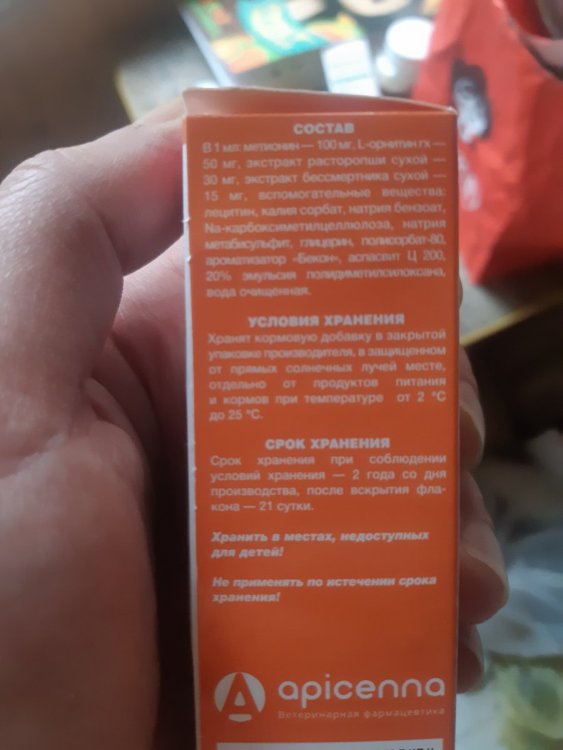 СОСТАВ
В 1 мл: метионин — 100 мг, L-орнитин гх —
50 мг, экстракт расторопши сухой —
30 мг, экстракт бессмертника сухой —
15 мг, вспомогательные вещества:
лецитин, калия сорбат, натрия бензоат,
Na-карбоксиметилцеллюлоза, натрия
метабисульфит, глицерин, полисорбат-80,
ароматизатор «Бекон», аспасвит Ц 200,
20% эмульсия полидиметилсилоксана,
вода очищенная.
УСЛОВИЯ ХРАНЕНИЯ
Хранят кормовую добавку в закрытой
упаковке производителя, в защищенном
от прямых солнечных лучей месте,
отдельно от продуктов питания
и кормов при температуре от 2 °С
до 25 °С.
СРОК ХРАНЕНИЯ
Срок хранения при соблюдении
условий хранения — 2 года со дня
производства, после вскрытия фла-
кона — 21 сутки.
Хранить в местах, недоступных
для детей!
Не применять по истечении срока
хранения!
apicenna
Ветеринарная фармацевтика